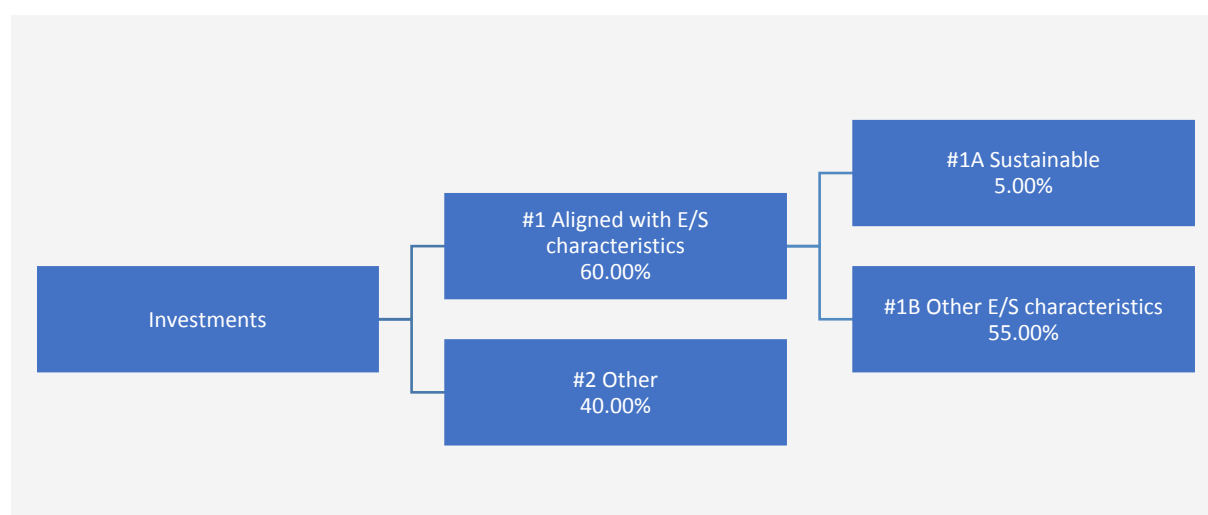 Investments
#1 Aligned with E/S
characteristics
60.00%
#2 Other
40.00%
#1A Sustainable
5.00%
#1B Other E/S characteristics
55.00%